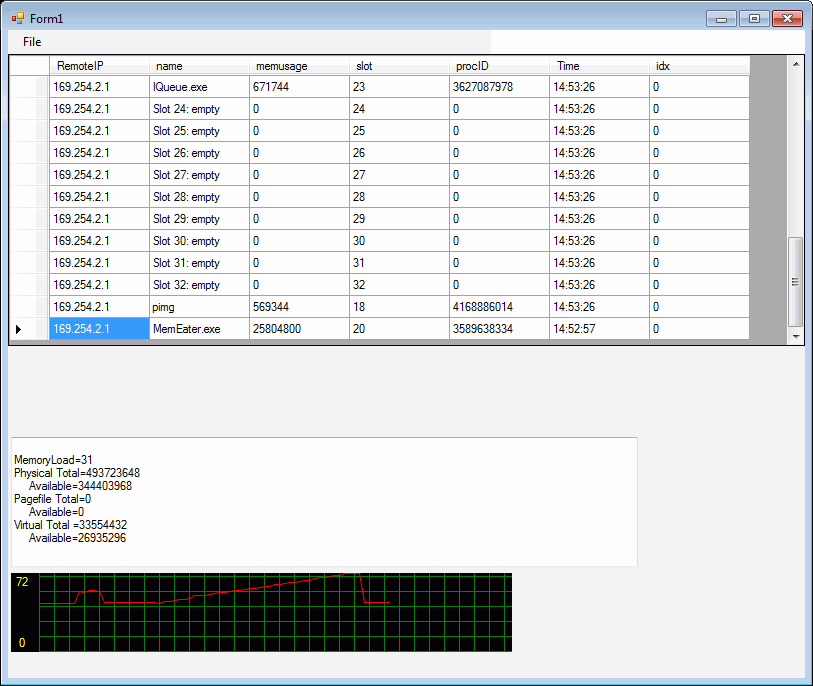 Form1
File
RemoteIP name memusage slot procID Time idx
169.254.2.1 IQueue.exe 671744 23 3627087978 14:53:26 0
169.254.2.1 Slot 24: empty 0 24 0 14:53:26 0
169.254.2.1 Slot 25: empty 0 25 0 14:53:26 0
169.254.2.1 Slot 26: empty 0 26 0 14:53:26 0
169.254.2.1 Slot 27: empty 0 27 0 14:53:26 0
169.254.2.1 Slot 28: empty 0 28 0 14:53:26 0
169.254.2.1 Slot 29: empty 0 29 0 14:53:26 0
169.254.2.1 Slot 30: empty 0 30 0 14:53:26 0
169.254.2.1 Slot 31: empty 0 31 0 14:53:26 0
169.254.2.1 Slot 32: empty 0 32 0 14:53:26 0
169.254.2.1 pimg 569344 18 4168886014 14:53:26 0
169.254.2.1 MemEater.exe 25804800 20 3589638334 14:52:57 0
MemoryLoad=31
Physical Total=493723648
Available=344403968
Pagefile Total=0
Available=0
Virtual Total =33554432
Available=26935296
72
0